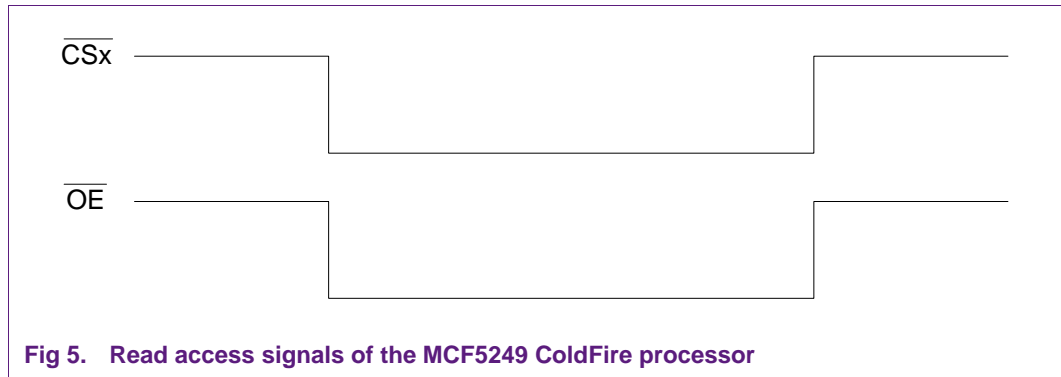 CSx
OE
Fig 5. Read access signals of the MCF5249 ColdFire processor